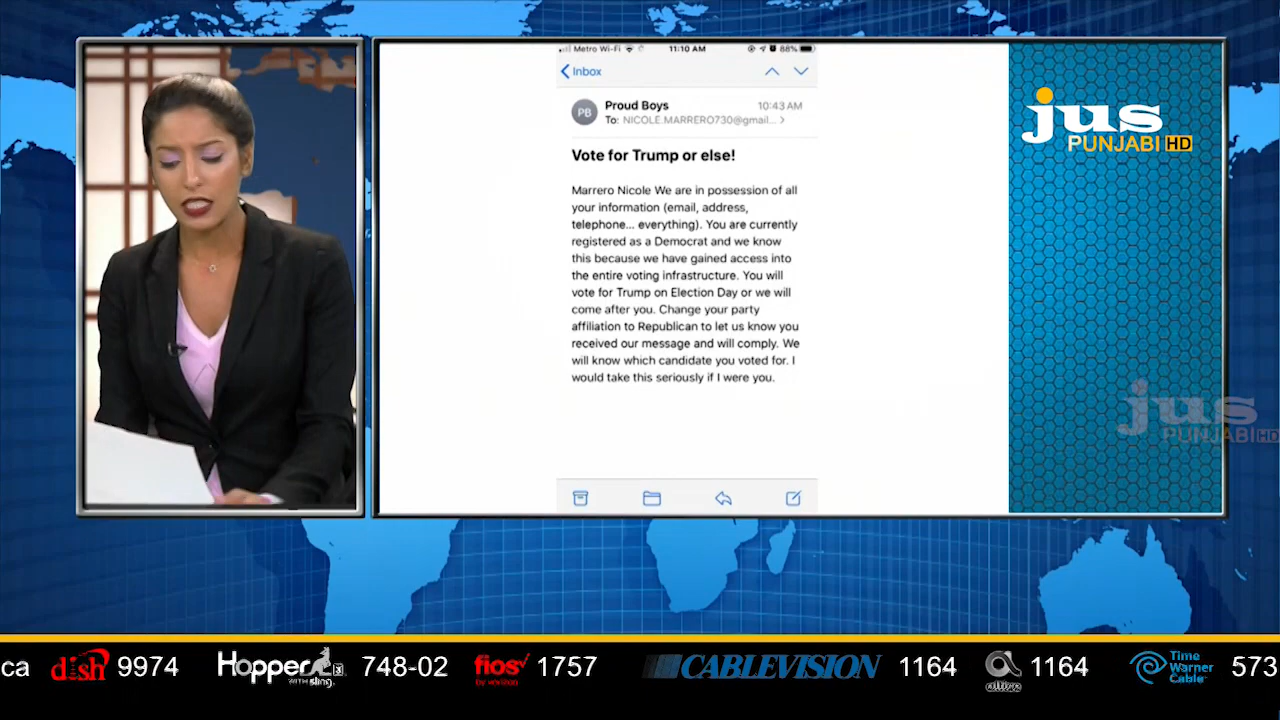 Metro Wi-Fi 11:10 AM 88%
Inbox
PB
Proud Boys 10:43 AM
To: NICOLE.MARRERO730@gmail...
Vote for Trump or else!
Marrero Nicole We are in possession of all
your information (email, address,
telephone... everything). You are currently
registered as a Democrat and we know
this because we have gained access into
the entire voting infrastructure. You will
vote for Trump on Election Day or we will
come after you. Change your party
affiliation to Republican to let us know you
received our message and will comply. We
will know which candidate you voted for. I
would take this seriously if I were you.
jus
PUNJABI HD
jus
PUNJABI HD
ca dish 9974 Hopper WITH sling. 748-02 fios by verizon 1757 CABLEVISION 1164 altice 1164 Time Warner Cable 573